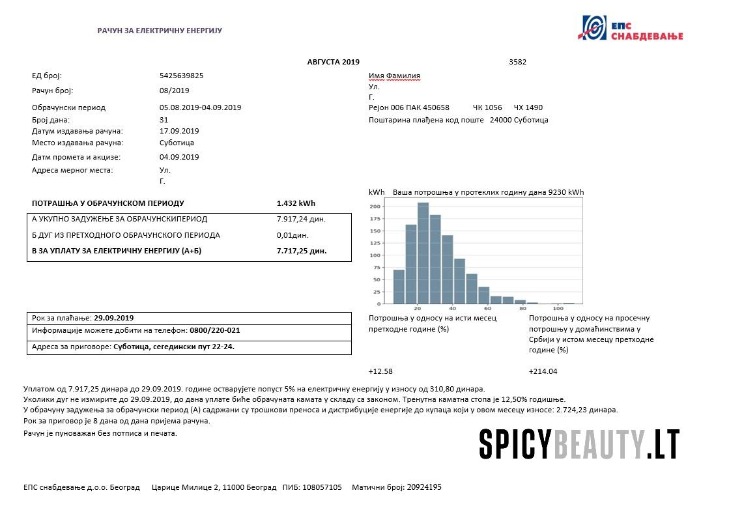 РАЧУН ЗА ЕЛЕКТРИЧНУ ЕНЕРГИЈУ
ЕПС
СНАБДЕВАЊЕ
АВГУСТА 2019 3582
ЕД број: 5425639825
Рачун број: 08/2019
Обрачунски период 05.08.2019-04.09.2019
Број дана: 31
Датум издавања рачуна: 17.09.2019
Место издавања рачуна: Суботица
Датм промета и акцизе: 04.09.2019
Адреса мерног места: Ул.
Г.
Имя Фамилия
Ул.
Г.
Рејон 006 ПАК 450658 ЧК 1056 ЧХ 1490
Поштарина плаћена код поште 24000 Суботица
ПОТРАШЊА У ОБРАЧУНСКОМ ПЕРИОДУ 1.432 kWh
А УКУПНО ЗАДУЖЕЊЕ ЗА ОБРАЧУНСКИПЕРИОД 7.917,24 дин.
Б ДУГ ИЗ ПРЕТХОДНОГ ОБРАЧУНСКОГ ПЕРИОДА 0,01дин.
В ЗА УПЛАТУ ЗА ЕЛЕКТРИЧНУ ЕНЕРГИЈУ (А+Б) 7.717,25 дин.
kWh Ваша потрошња у протеклих годину дана 9230 kWh
200
175
150
125
100
75
50
25
0
20 40 60 80 100
Рок за плаћање: 29.09.2019
Информације можете добити на телефон: 0800/220-021
Адреса за приговоре: Суботица, сегедински пут 22-24.
Потрошња у односу на исти месец
претходне године (%)
+12.58
Потрошња у односу на просечну
потрошњу у домаћинствима у
Србији у истом месецу претходне
године (%)
+214.04
Уплатом од 7.917,25 динара до 29.09.2019. године остварујете попуст 5% на електричну енергију у износу од 310,80 динара.
Уколики дуг не измирите до 29.09.2019, до дана уплате биће обрачуната камата у складу са законом. Тренутна каматна стопа је 12,50% годишње.
У обрачуну задужења за обрачунски период (А) садржани су трошкови преноса и дистрибуције енергије до купаца који у овом месецу износе: 2.724,23 динара.
Рок за приговор је 8 дана од дана пријема рачуна.
Рачун је пуноважан без потписа и печата.
SPICYBEAUTY.LT
ЕПС снабдевање д.о.о. Београд Царице Милице 2, 11000 Београд ПИБ: 108057105 Матични број: 20924195